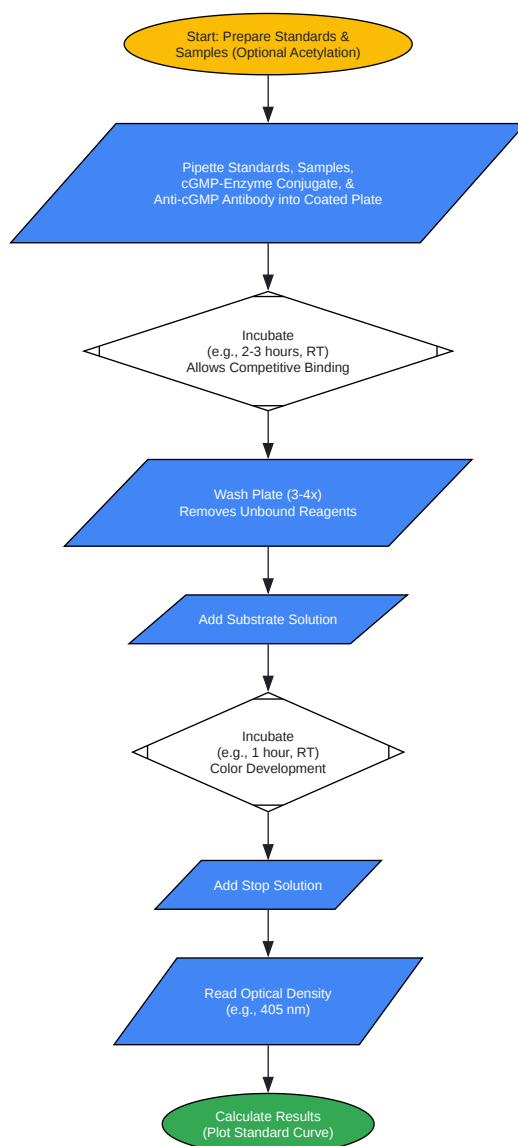 Start: Prepare Standards &
Samples (Optional Acetylation)
Pipette Standards, Samples,
cGMP-Enzyme Conjugate, &
Anti-cGMP Antibody into Coated Plate
Incubate
(e.g., 2-3 hours, RT)
Allows Competitive Binding
Wash Plate (3-4x)
Removes Unbound Reagents
Add Substrate Solution
Incubate
(e.g., 1 hour, RT)
Color Development
Add Stop Solution
Read Optical Density
(e.g., 405 nm)
Calculate Results
(Plot Standard Curve)